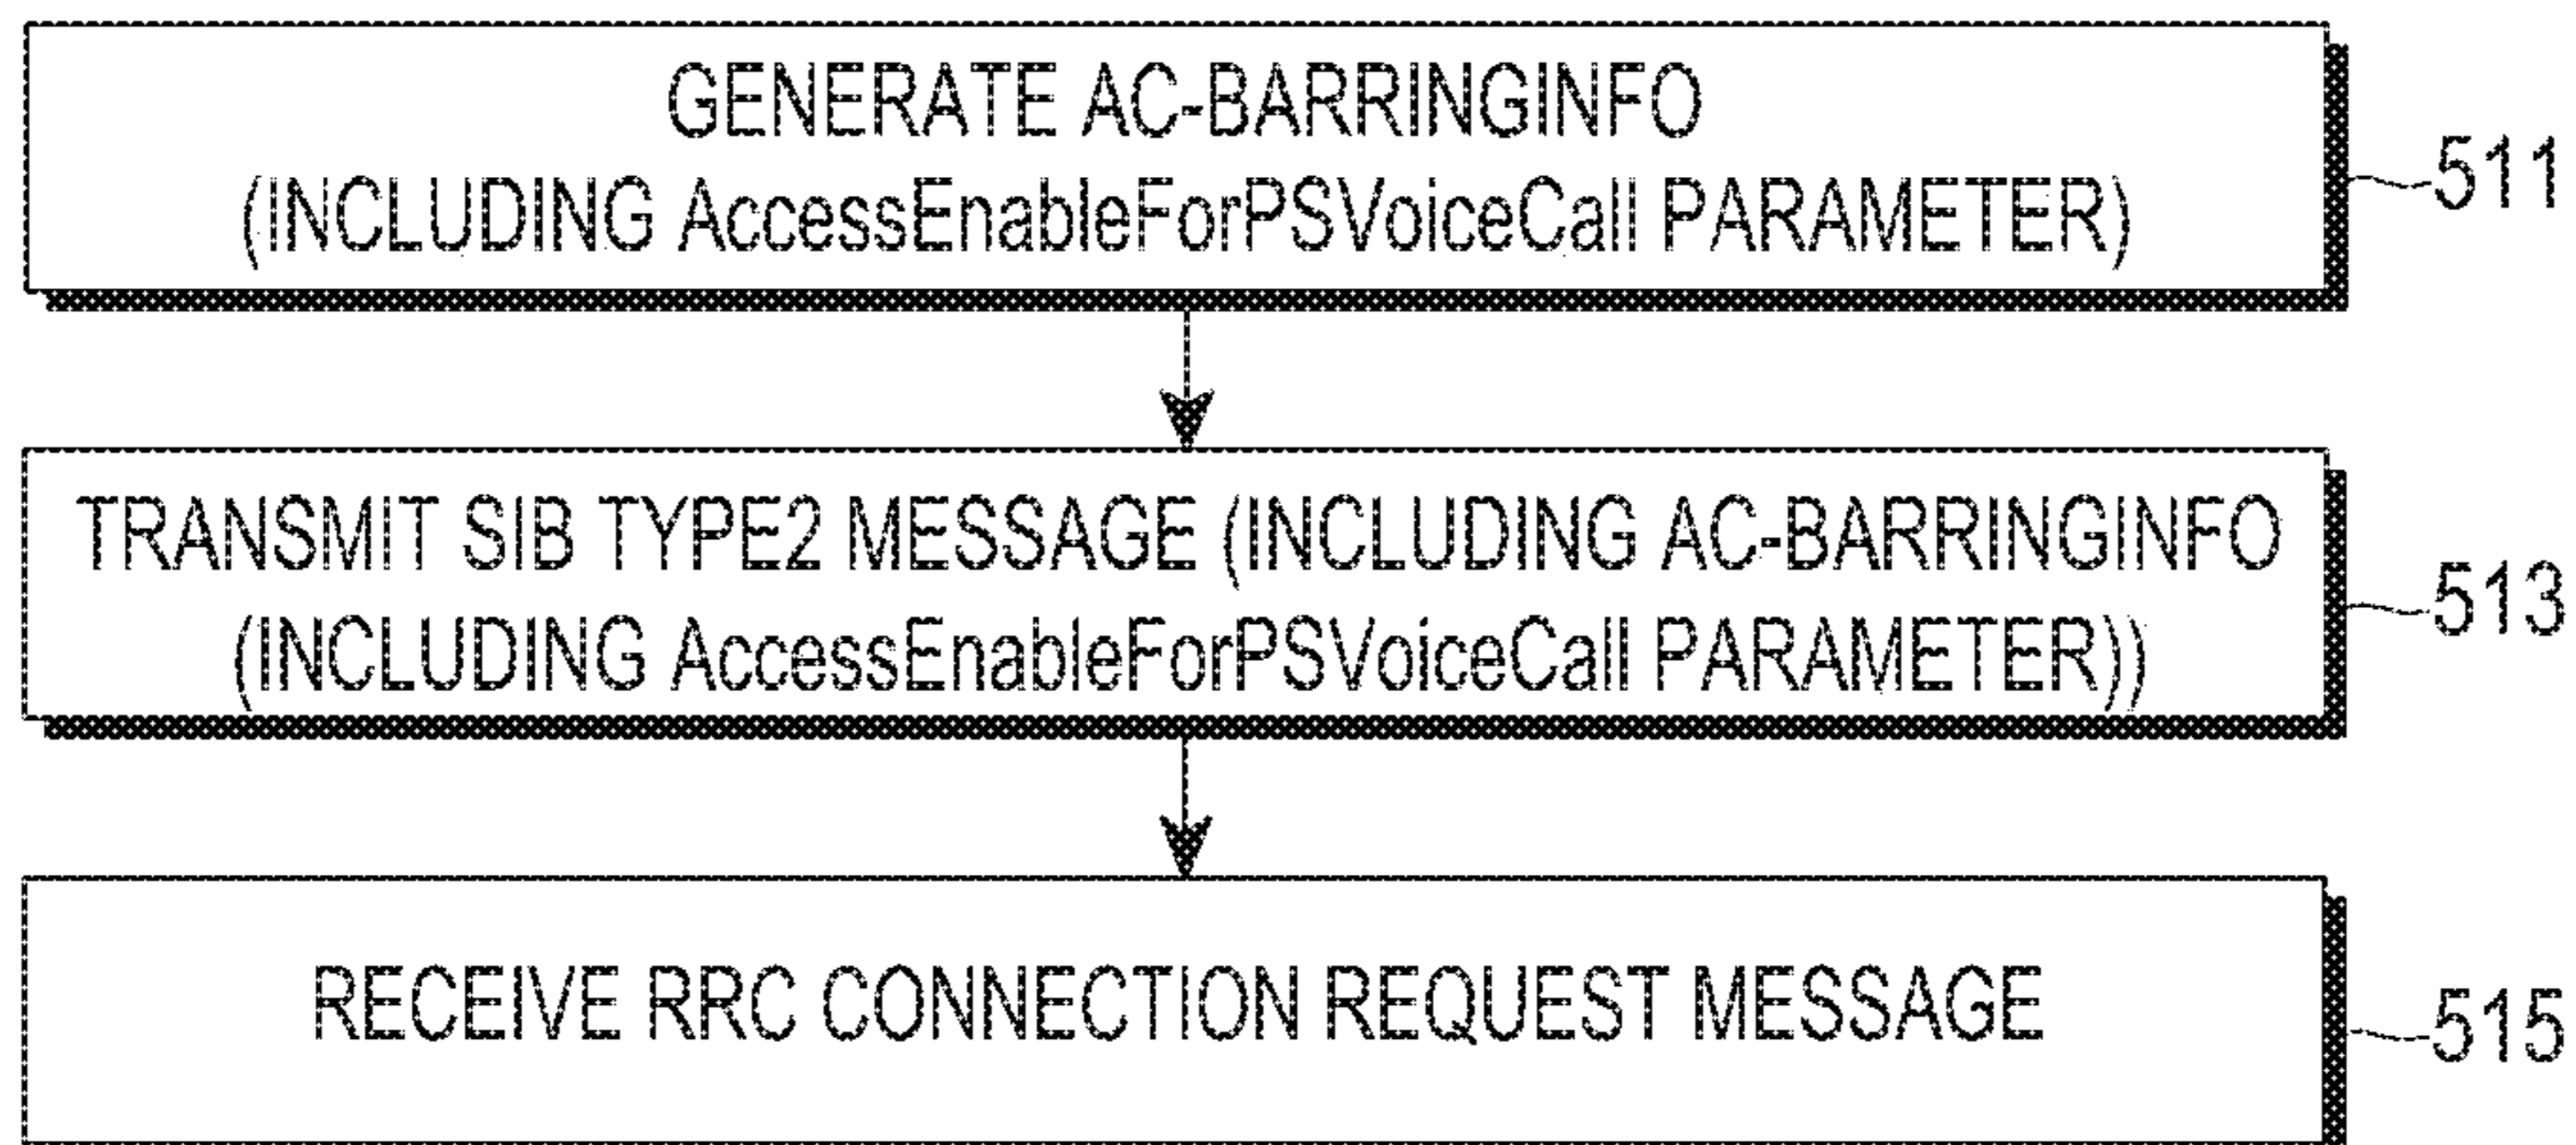 GENERATE AC-BARRINGINFO
(INCLUDING AccessEnableForPSVoiceCall PARAMETER)
511
TRANSMIT SIB TYPE2 MESSAGE (INCLUDING AC-BARRINGINFO
(INCLUDING AccessEnableForPSVoiceCall PARAMETER))
513
RECEIVE RRC CONNECTION REQUEST MESSAGE
515